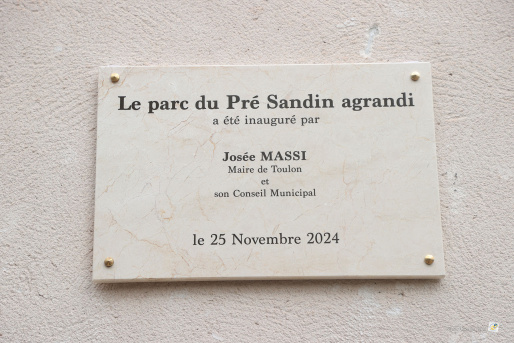 Le parc du Pré Sandin agrandi
a été inauguré par
Josée MASSI
Maire de Toulon
et
son Conseil Municipal
le 25 Novembre 2024